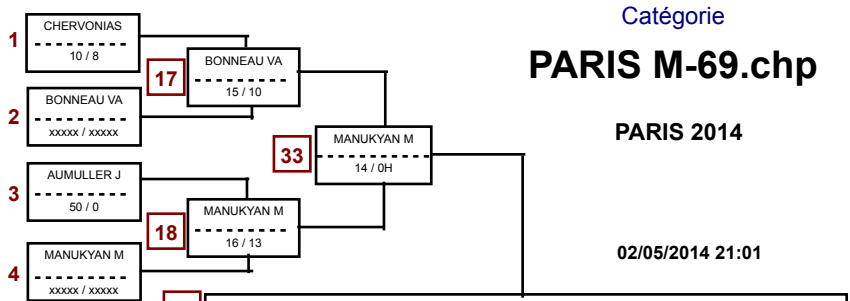 Catégorie
PARIS M-69.chp
PARIS 2014
02/05/2014 21:01
1
CHERVONIAS
10 / 8
2
BONNEAU VA
xxxxx / xxxxx
17
BONNEAU VA
15 / 10
3
AUMULLER J
50 / 0
4
MANUKYAN M
xxxxx / xxxxx
18
MANUKYAN M
16 / 13
33
MANUKYAN M
14 / 0H